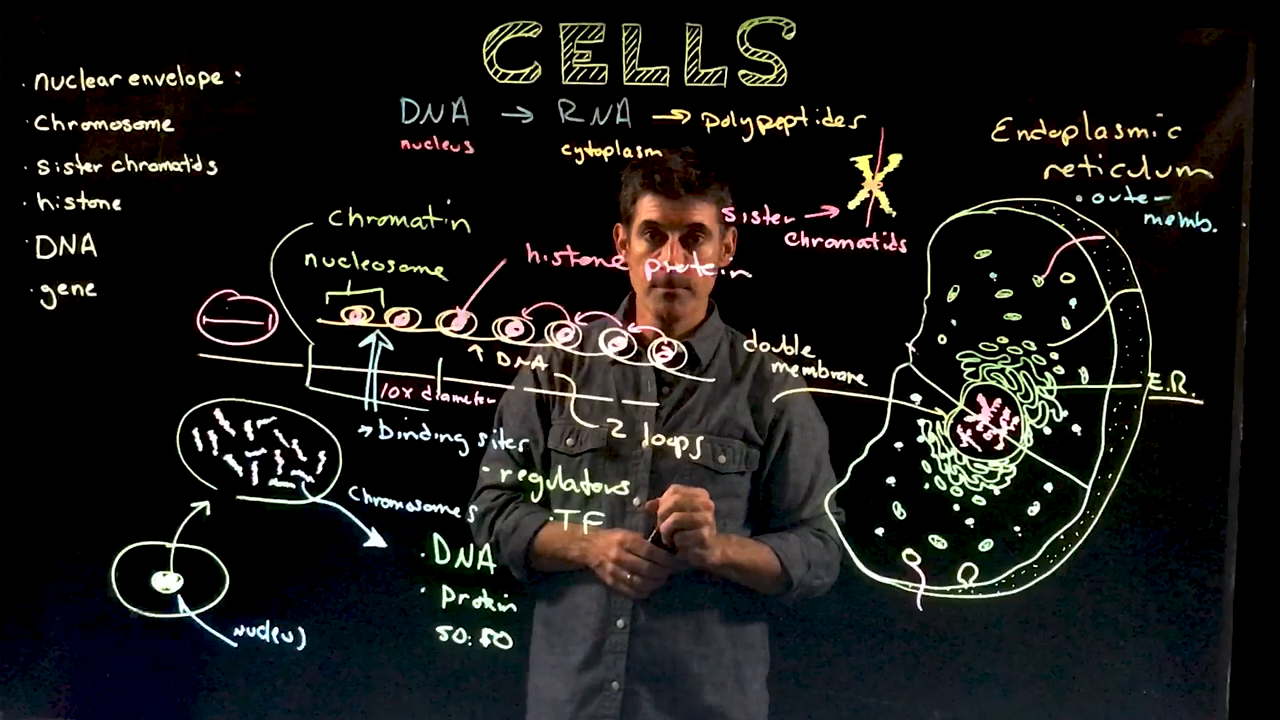 CELLS
DNA → RNA → polypeptides
nucleus
cytoplasm
· nuclear envelope ·
· Chromosome
· Sister chromatids
· histone
· DNA
· gene
chromatin
nucleosome
histone protein
sister →
chromatids
Endoplasmic
reticulum
· oute-
memb.
↑ DNA
10x diameter
2 loops
→ binding sites
- regulators
· TF
double
membrane
E.R.
chromosomes
· DNA
· protein
50:50
nucleus